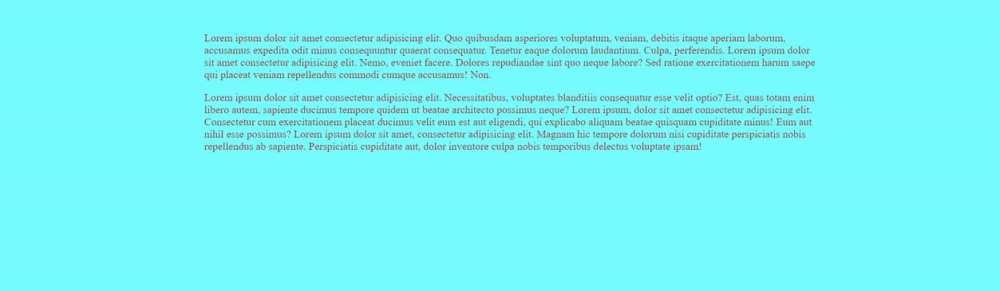 Lorem ipsum dolor sit amet consectetur adipisicing elit. Quo quibusdam asperiores voluptatum, veniam, debitis itaque aperiam laborum,
accusamus expedita odit minus consequuntur quaerat consequatur. Tenetur eaque dolorum laudantium. Culpa, perferendis. Lorem ipsum dolor
sit amet consectetur adipisicing elit. Nemo, eveniet facere. Dolores repudiandae sint quo neque labore? Sed ratione exercitationem harum saepe
qui placeat veniam repellendus commodi cumque accusamus! Non.
Lorem ipsum dolor sit amet consectetur adipisicing elit. Necessitatibus, voluptates blanditiis consequatur esse velit optio? Est, quas totam enim
libero autem, sapiente ducimus tempore quidem ut beatae architecto possimus neque? Lorem ipsum, dolor sit amet consectetur adipisicing elit.
Consectetur cum exercitationem placeat ducimus velit eum est aut eligendi, qui explicabo aliquam beatae quisquam cupiditate minus! Eum aut
nihil esse possimus? Lorem ipsum dolor sit amet, consectetur adipisicing elit. Magnam hic tempore dolorum nisi cupiditate perspiciatis nobis
repellendus ab sapiente. Perspiciatis cupiditate aut, dolor inventore culpa nobis temporibus delectus voluptate ipsam!